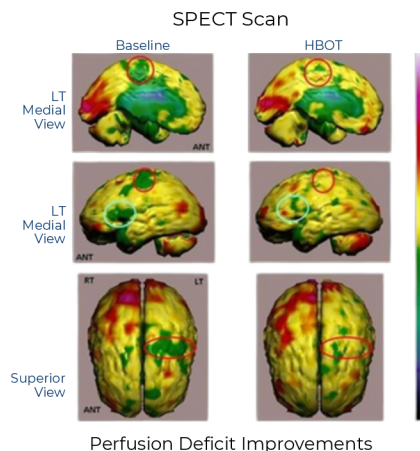 SPECT Scan
Baseline
HBOT
LT
Medial
View
ANT
LT
Medial
View
ANT
RT
LT
Superior
View
ANT
Perfusion Deficit Improvements